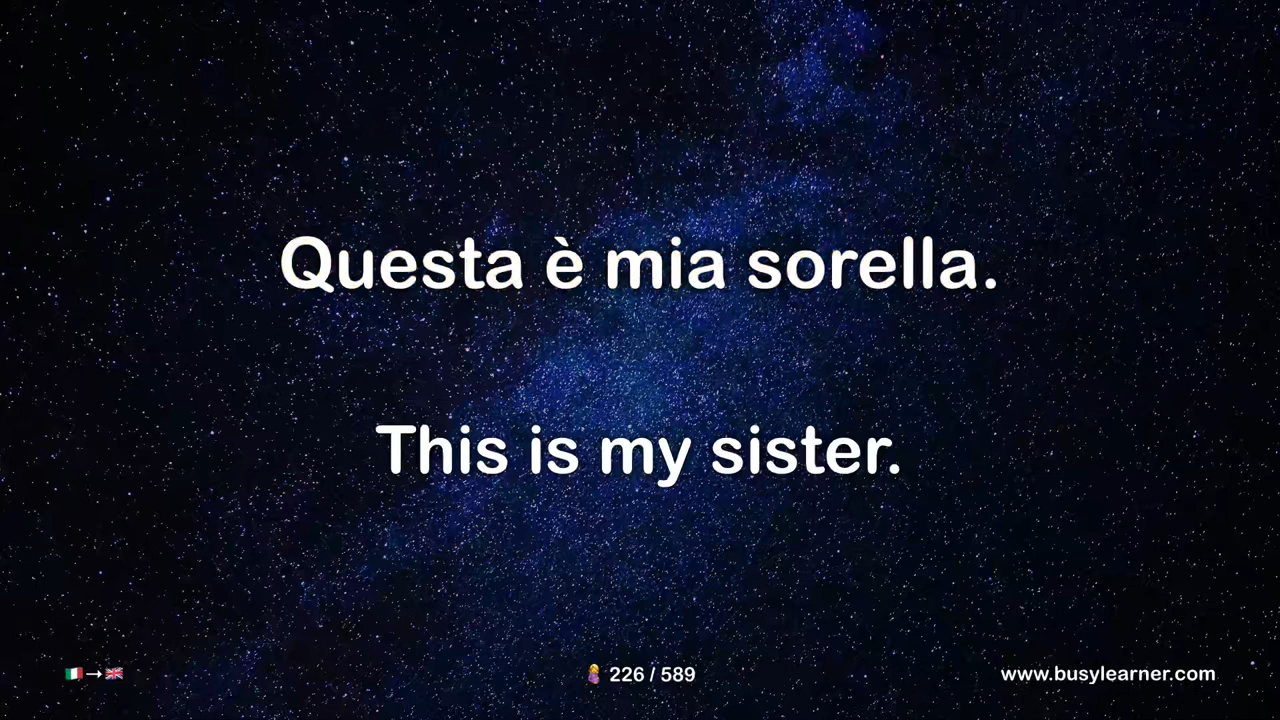 Questa è mia sorella.
This is my sister.
🇮🇹→🇬🇧 🤱 226 / 589 www.busylearner.com